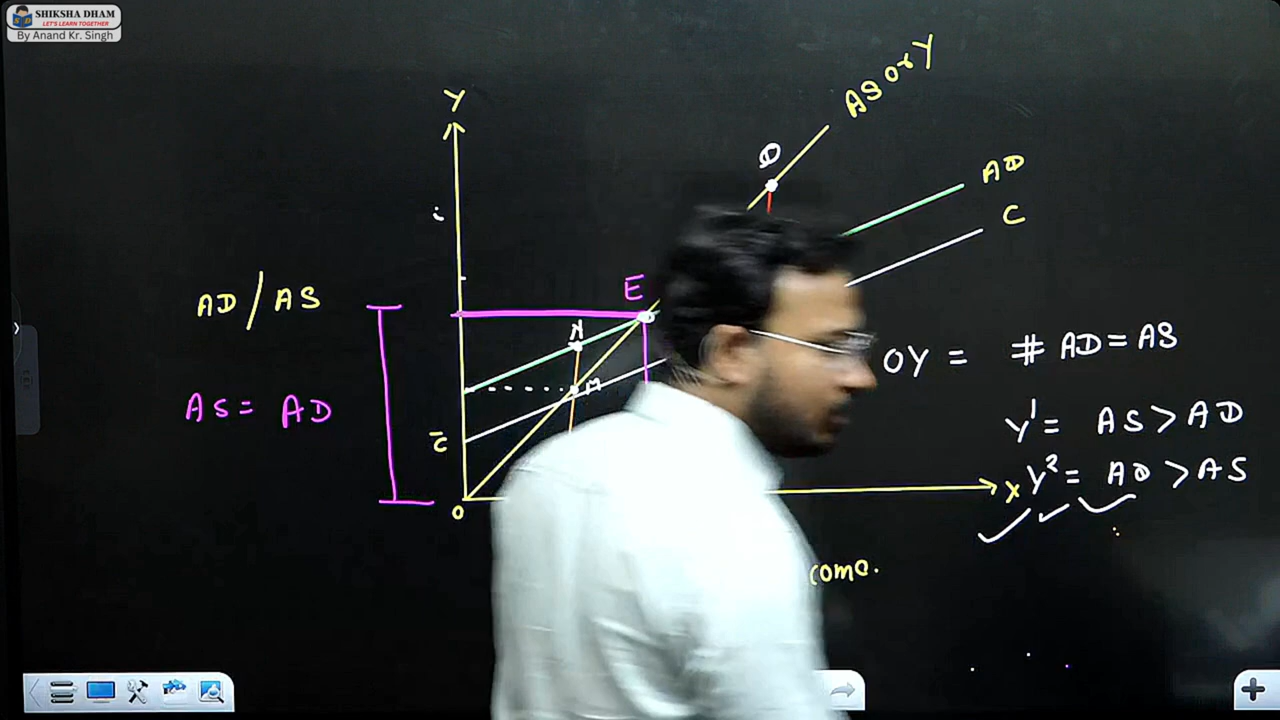 SHIKSHA DHAM
LET'S LEARN TOGETHER
By Anand Kr. Singh
Y
AS or Y
D
AD
C
AD / AS
E
N
M
AS = AD
C̄
O
X
OY = # AD = AS
Y¹ = AS > AD
Y² = AD > AS
come.